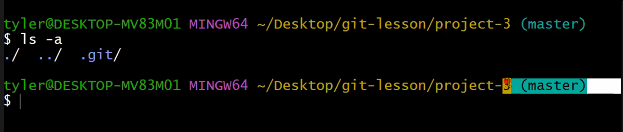 tyler@DESKTOP-MV83M01 MINGW64 ~/Desktop/git-lesson/project-3 (master)
$ ls -a
./  ../  .git/
tyler@DESKTOP-MV83M01 MINGW64 ~/Desktop/git-lesson/project-3 (master)
$